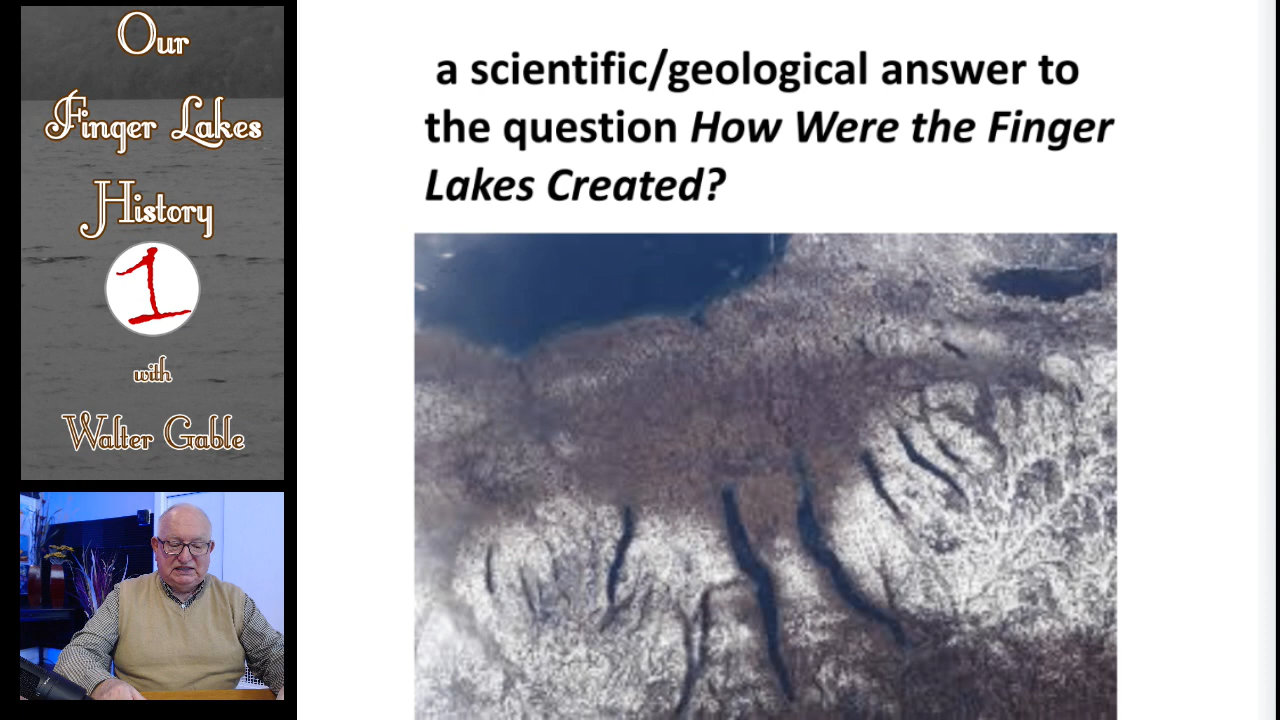 Our
Finger Lakes
History
1
with
Walter Gable
a scientific/geological answer to
the question How Were the Finger
Lakes Created?